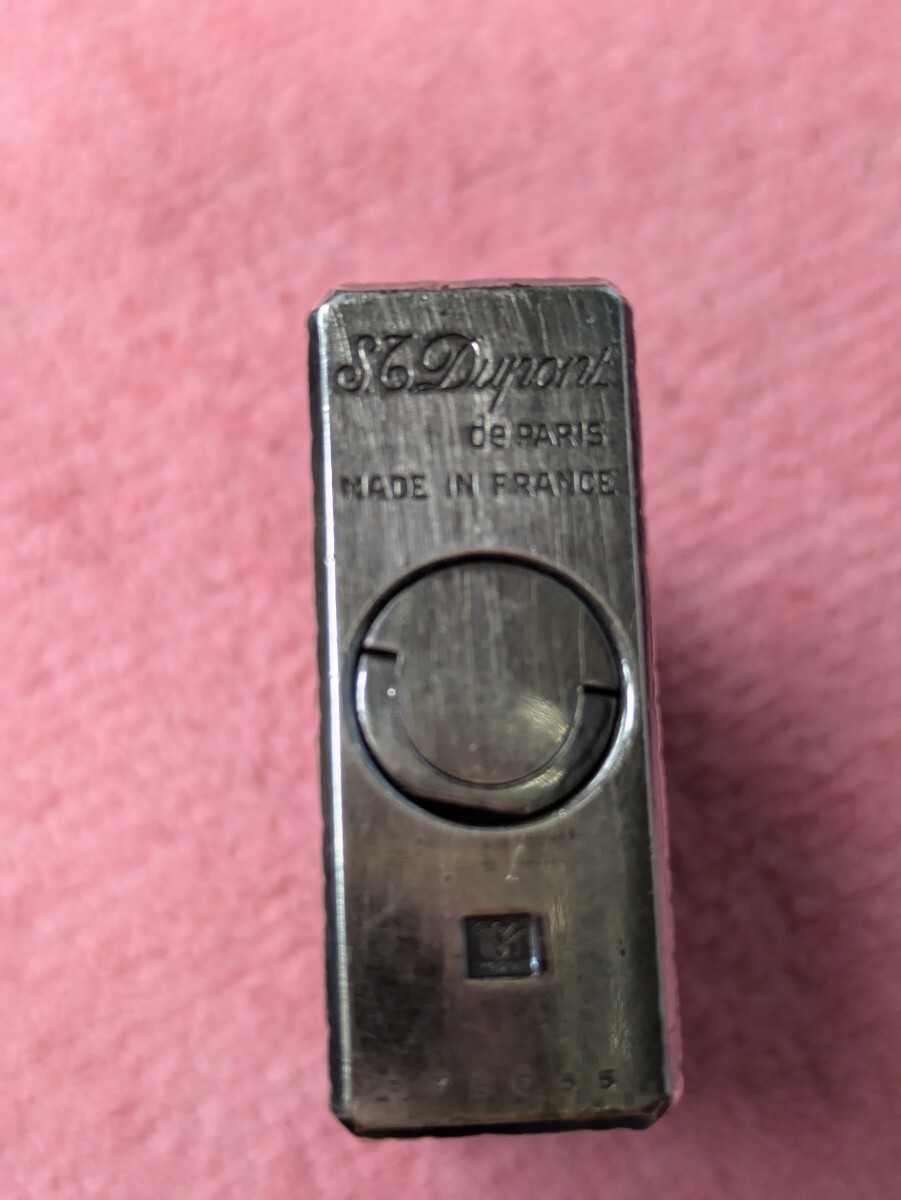 S.T. Dupont
de PARIS
MADE IN FRANCE